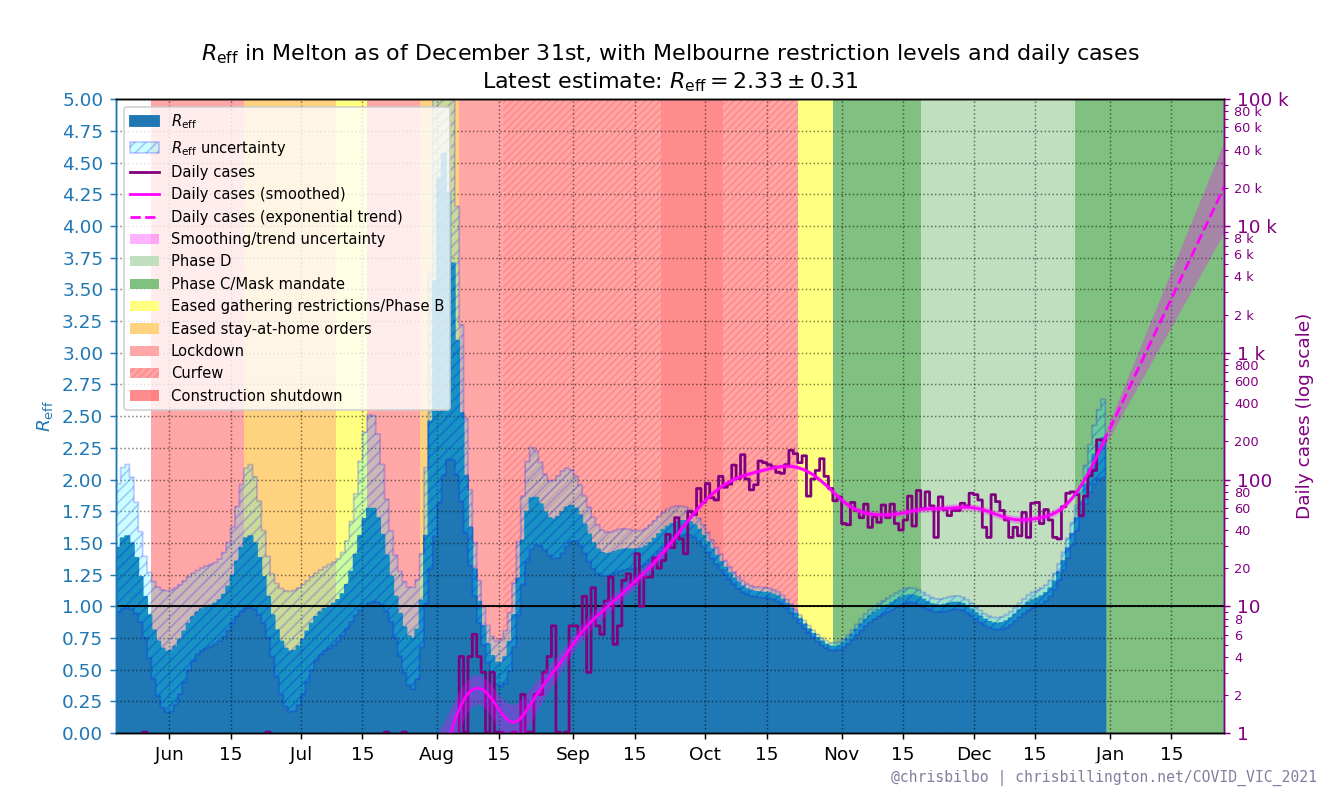 R_eff in Melton as of December 31st, with Melbourne restriction levels and daily cases
Latest estimate: R_eff = 2.33 ± 0.31
R_eff
R_eff uncertainty
Daily cases
Daily cases (smoothed)
Daily cases (exponential trend)
Smoothing/trend uncertainty
Phase D
Phase C/Mask mandate
Eased gathering restrictions/Phase B
Eased stay-at-home orders
Lockdown
Curfew
Construction shutdown
R_eff
5.00
4.75
4.50
4.25
4.00
3.75
3.50
3.25
3.00
2.75
2.50
2.25
2.00
1.75
1.50
1.25
1.00
0.75
0.50
0.25
0.00
100 k
80 k
60 k
40 k
20 k
10 k
8 k
6 k
4 k
2 k
1 k
800
600
400
200
100
80
60
40
20
10
8
6
4
2
1
Daily cases (log scale)
Jun 15 Jul 15 Aug 15 Sep 15 Oct 15 Nov 15 Dec 15 Jan 15
@chrisbilbo | chrisbillington.net/COVID_VIC_2021